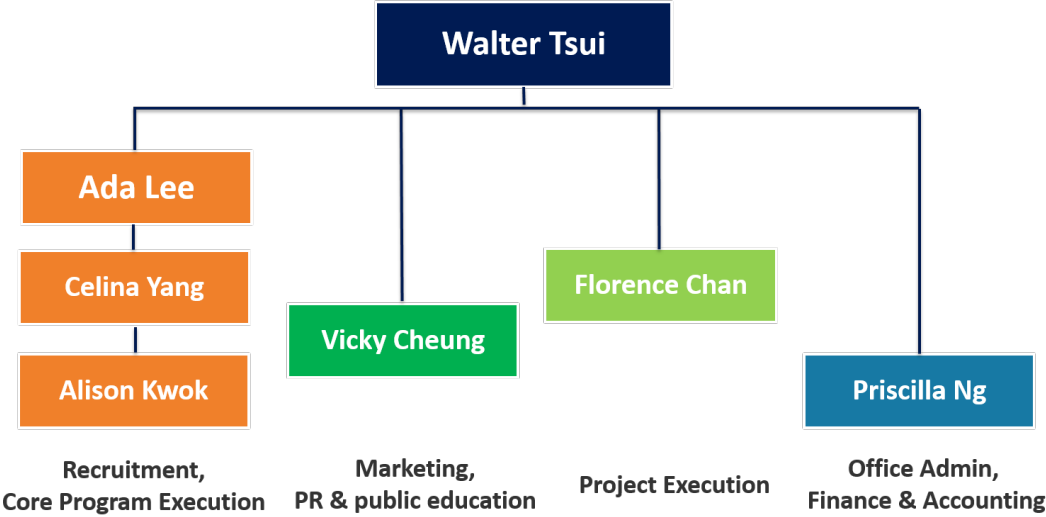 Walter Tsui
Ada Lee
Celina Yang
Alison Kwok
Vicky Cheung
Florence Chan
Priscilla Ng
Recruitment,
Core Program Execution
Marketing,
PR & public education
Project Execution
Office Admin,
Finance & Accounting